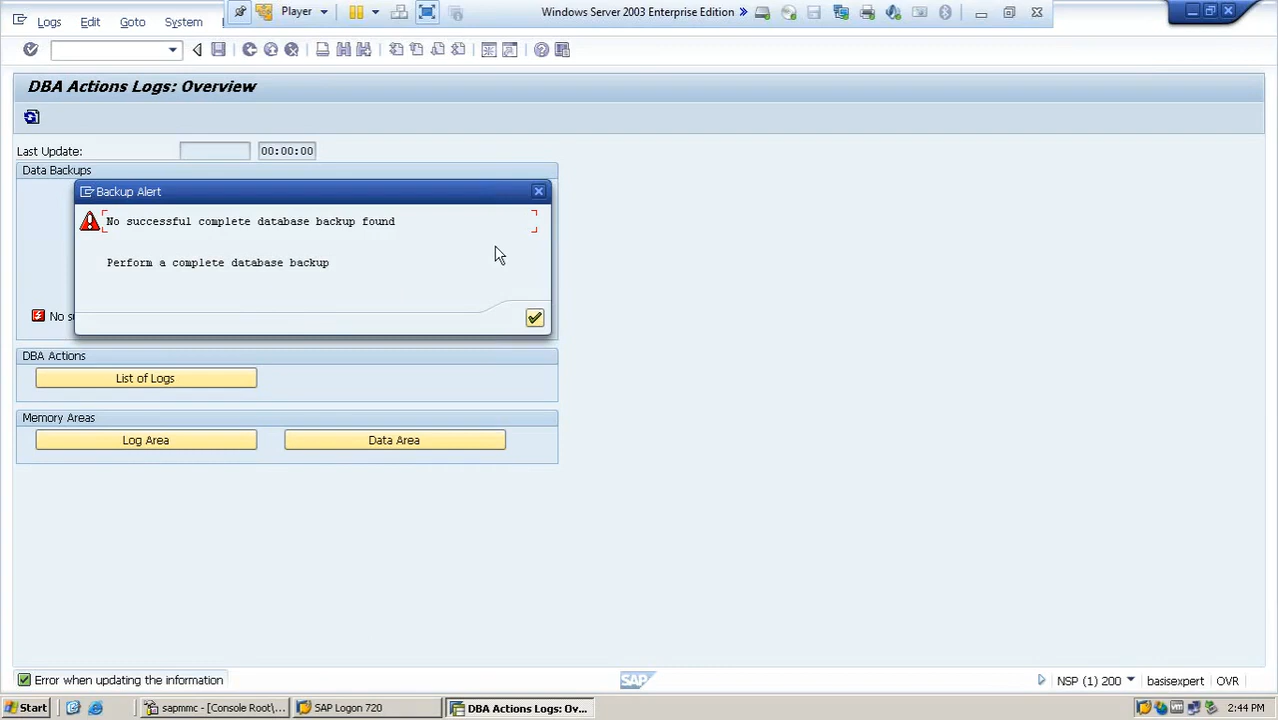 Player
Windows Server 2003 Enterprise Edition
Logs Edit Goto System
DBA Actions Logs: Overview
Last Update: 00:00:00
Data Backups
Backup Alert
No successful complete database backup found
Perform a complete database backup
No s
DBA Actions
List of Logs
Memory Areas
Log Area Data Area
Error when updating the information
SAP
NSP (1) 200 basisexpert OVR
Start sapmmc - [Console Root\... SAP Logon 720 DBA Actions Logs: Ov... 2:44 PM